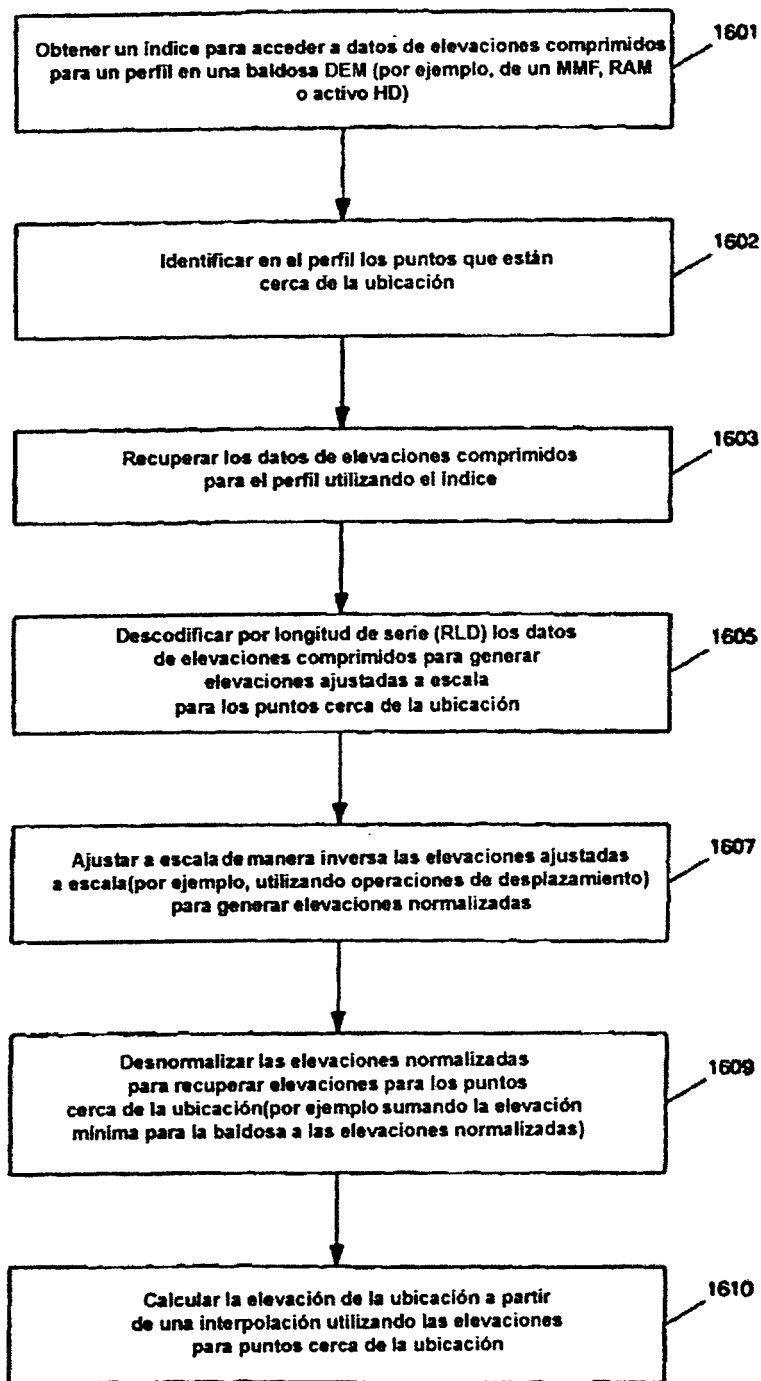 Obtener un índice para acceder a datos de elevaciones comprimidos
para un perfil en una baldosa DEM (por ejemplo, de un MMF, RAM
o activo HD)
1601
Identificar en el perfil los puntos que están
cerca de la ubicación
1602
Recuperar los datos de elevaciones comprimidos
para el perfil utilizando el índice
1603
Descodificar por longitud de serie (RLD) los datos
de elevaciones comprimidos para generar
elevaciones ajustadas a escala
para los puntos cerca de la ubicación
1605
Ajustar a escala de manera inversa las elevaciones ajustadas
a escala(por ejemplo, utilizando operaciones de desplazamiento)
para generar elevaciones normalizadas
1607
Desnormalizar las elevaciones normalizadas
para recuperar elevaciones para los puntos
cerca de la ubicación(por ejemplo sumando la elevación
mínima para la baldosa a las elevaciones normalizadas)
1609
Calcular la elevación de la ubicación a partir
de una interpolación utilizando las elevaciones
para puntos cerca de la ubicación
1610